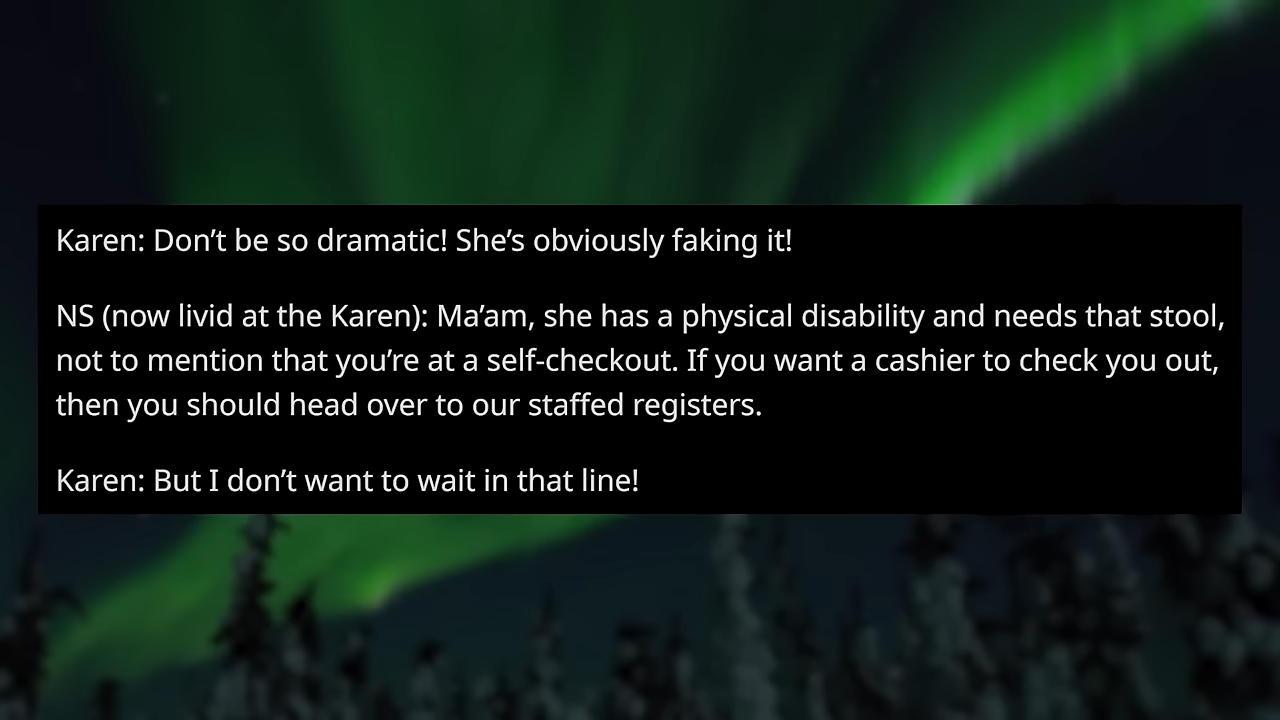 Karen: Don’t be so dramatic! She’s obviously faking it!
NS (now livid at the Karen): Ma’am, she has a physical disability and needs that stool,
not to mention that you’re at a self-checkout. If you want a cashier to check you out,
then you should head over to our staffed registers.
Karen: But I don’t want to wait in that line!